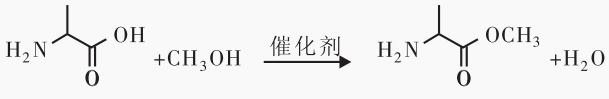 H₂N OH O +CH₃OH 催化剂 H₂N OCH₃ O +H₂O